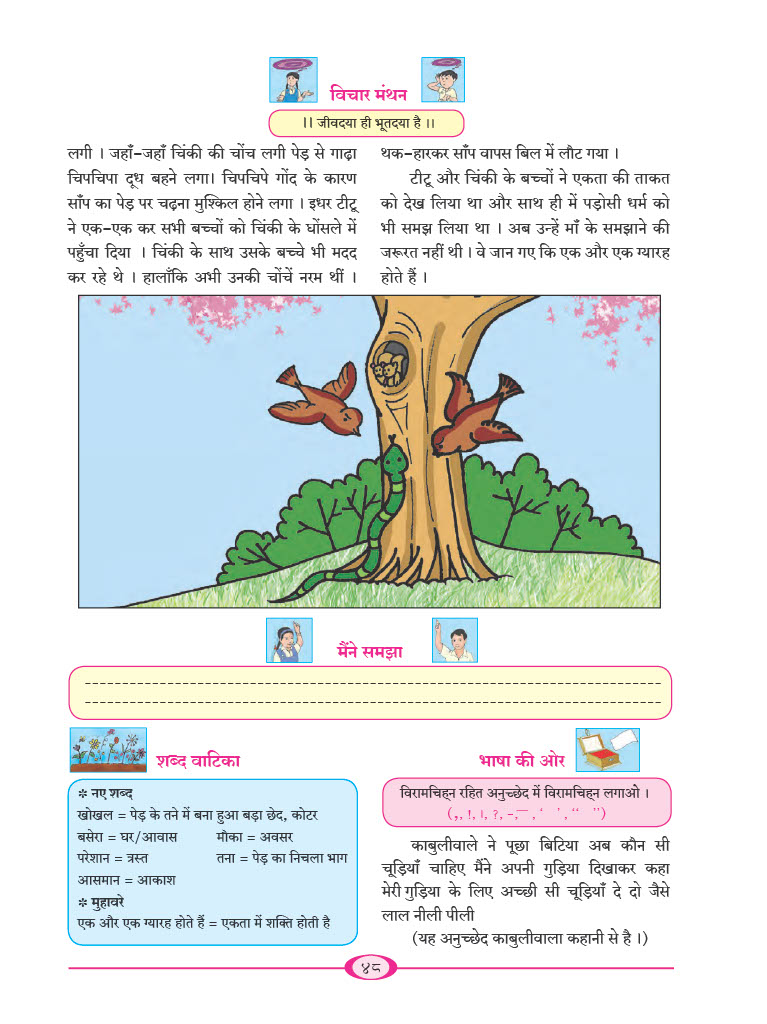 विचार मंथन
।। जीवदया ही भूतदया है ।।
लगी । जहाँ-जहाँ चिंकी की चोंच लगी पेड़ से गाढ़ा
चिपचिपा दूध बहने लगा। चिपचिपे गोंद के कारण
साँप का पेड़ पर चढ़ना मुश्किल होने लगा । इधर टीटू
ने एक-एक कर सभी बच्चों को चिंकी के घोंसले में
पहुँचा दिया । चिंकी के साथ उसके बच्चे भी मदद
कर रहे थे । हालाँकि अभी उनकी चोंचें नरम थीं ।
थक-हारकर साँप वापस बिल में लौट गया ।
टीटू और चिंकी के बच्चों ने एकता की ताकत
को देख लिया था और साथ ही में पड़ोसी धर्म को
भी समझ लिया था । अब उन्हें माँ के समझाने की
जरूरत नहीं थी । वे जान गए कि एक और एक ग्यारह
होते हैं ।
मैंने समझा
शब्द वाटिका
* नए शब्द
खोखल = पेड़ के तने में बना हुआ बड़ा छेद, कोटर
बसेरा = घर/आवास मौका = अवसर
परेशान = त्रस्त तना = पेड़ का निचला भाग
आसमान = आकाश
* मुहावरे
एक और एक ग्यारह होते हैं = एकता में शक्ति होती है
भाषा की ओर
विरामचिह्न रहित अनुच्छेद में विरामचिह्न लगाओ ।
(,, !, ।, ?, -,—, ‘ ’, ‘‘ ’’)
काबुलीवाले ने पूछा बिटिया अब कौन सी
चूड़ियाँ चाहिए मैंने अपनी गुड़िया दिखाकर कहा
मेरी गुड़िया के लिए अच्छी सी चूड़ियाँ दे दो जैसे
लाल नीली पीली
(यह अनुच्छेद काबुलीवाला कहानी से है ।)
४८